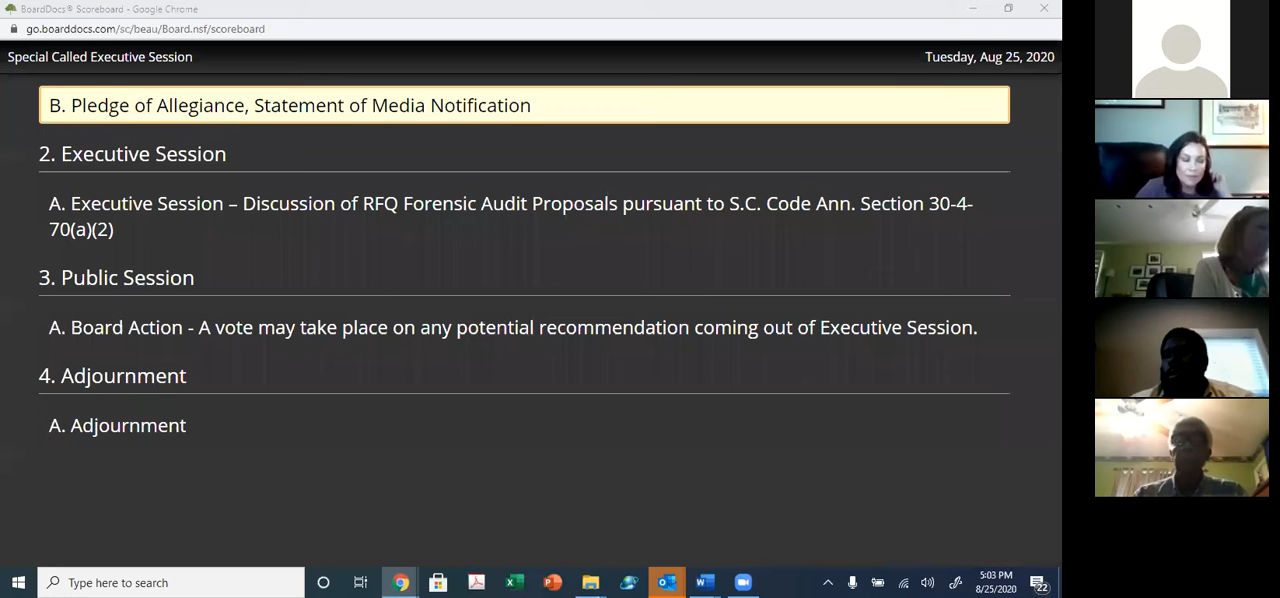 BoardDocs® Scoreboard - Google Chrome
go.boarddocs.com/sc/beau/Board.nsf/scoreboard
Special Called Executive Session
Tuesday, Aug 25, 2020
B. Pledge of Allegiance, Statement of Media Notification
2. Executive Session
A. Executive Session – Discussion of RFQ Forensic Audit Proposals pursuant to S.C. Code Ann. Section 30-4-
70(a)(2)
3. Public Session
A. Board Action - A vote may take place on any potential recommendation coming out of Executive Session.
4. Adjournment
A. Adjournment
Type here to search
5:03 PM
8/25/2020
22